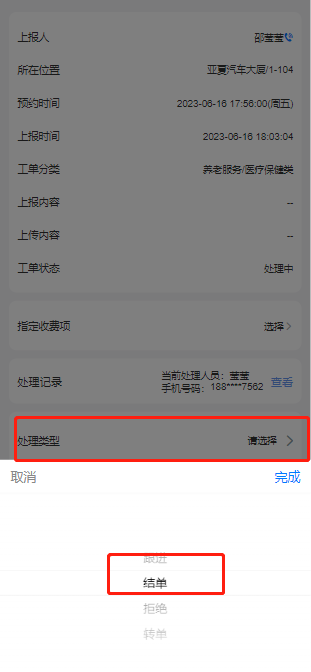 上报人 邵莹莹
所在位置 亚夏汽车大厦/1-104
预约时间 2023-06-16 17:56:00(周五)
上报时间 2023-06-16 18:03:04
工单分类 养老服务/医疗保健类
上报内容 --
上传内容 --
工单状态 处理中
指定收费项 选择
处理记录 当前处理人员：莹莹
手机号码：188****7562 查看
处理类型 请选择
取消 完成
跟进
结单
拒绝
转单